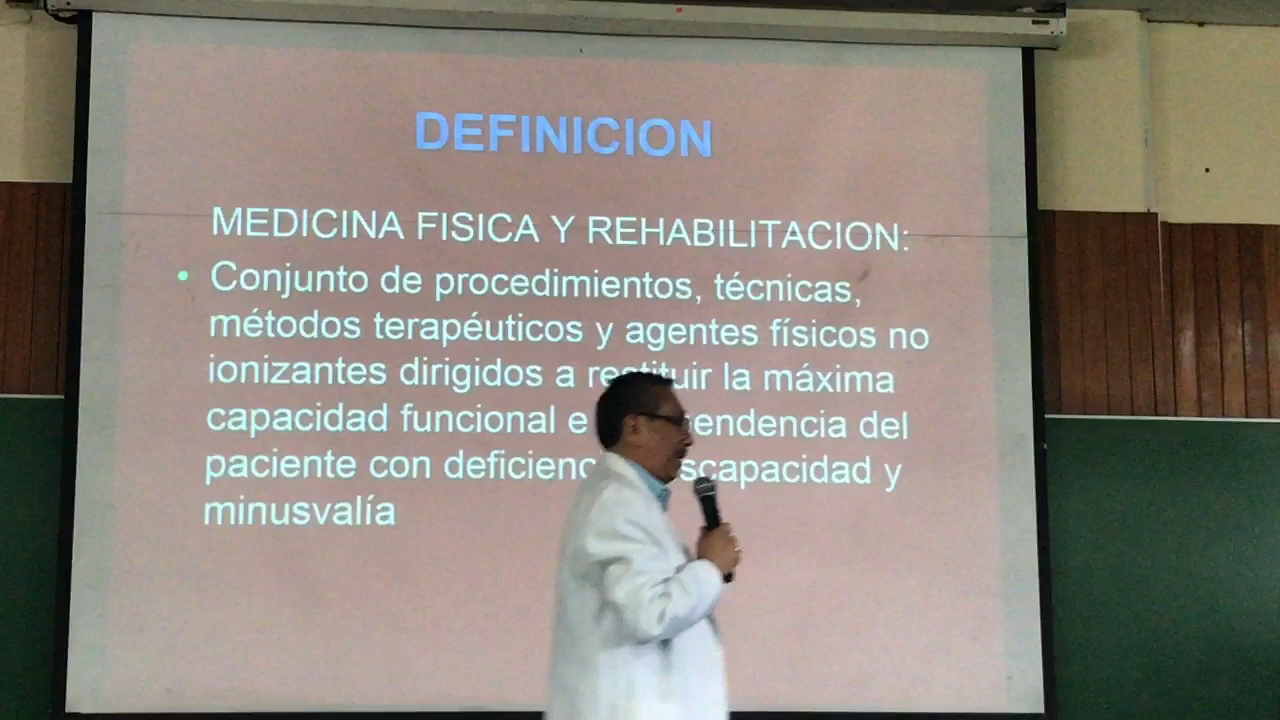 DEFINICION
MEDICINA FISICA Y REHABILITACION:
• Conjunto de procedimientos, técnicas,
métodos terapéuticos y agentes físicos no
ionizantes dirigidos a restituir la máxima
capacidad funcional e del
paciente con y
minusvalía